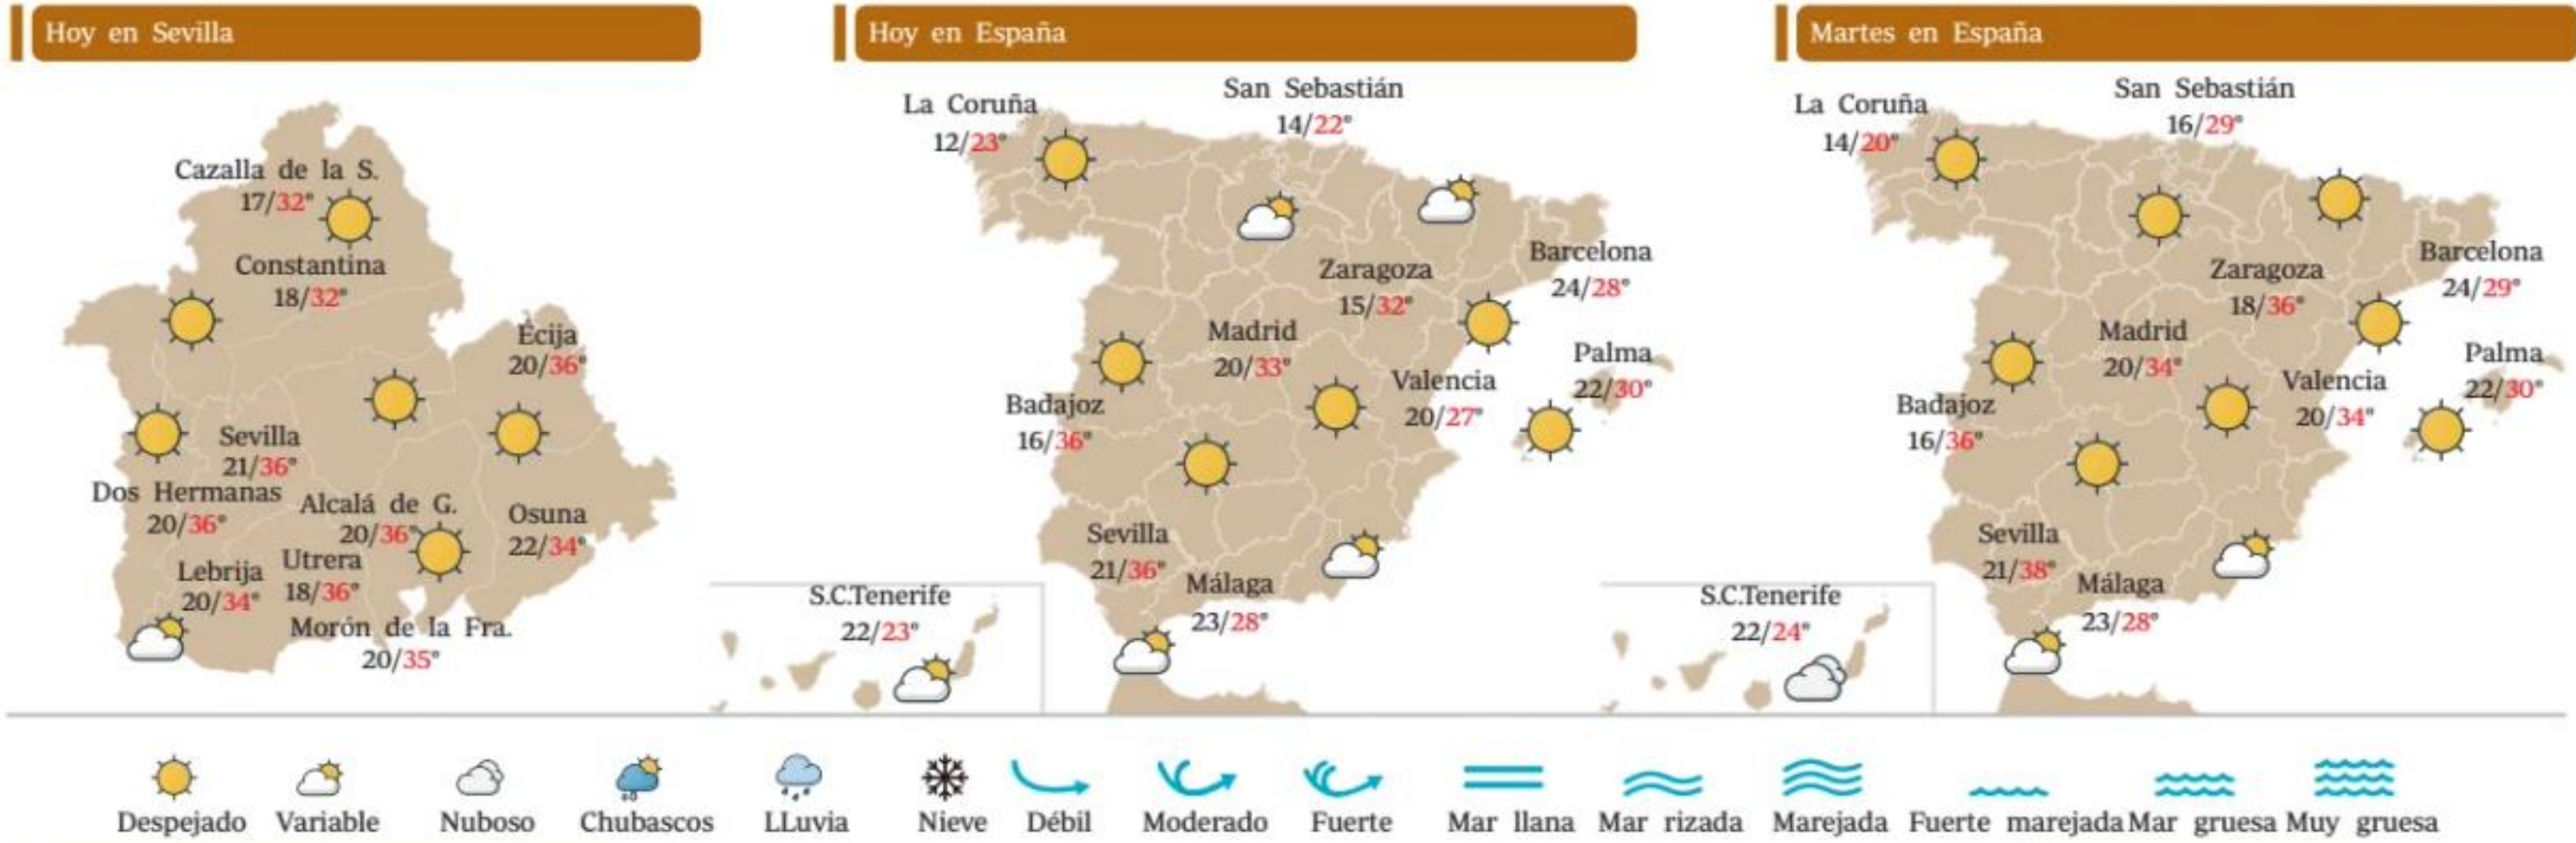 Hoy en Sevilla
Cazalla de la S.
17/32°
Constantina
18/32°
Écija
20/36°
Sevilla
21/36°
Dos Hermanas
20/36°
Alcalá de G.
20/36°
Osuna
22/34°
Utrera
18/36°
Lebrija
20/34°
Morón de la Fra.
20/35°
Hoy en España
La Coruña
12/23°
San Sebastián
14/22°
Barcelona
24/28°
Zaragoza
15/32°
Madrid
20/33°
Palma
22/30°
Valencia
20/27°
Badajoz
16/36°
Sevilla
21/36°
Málaga
23/28°
S.C.Tenerife
22/23°
Martes en España
La Coruña
14/20°
San Sebastián
16/29°
Barcelona
24/29°
Zaragoza
18/36°
Madrid
20/34°
Palma
22/30°
Valencia
20/34°
Badajoz
16/36°
Sevilla
21/38°
Málaga
23/28°
S.C.Tenerife
22/24°
Despejado Variable Nuboso Chubascos LLuvia Nieve Débil Moderado Fuerte Mar llana Mar rizada Marejada Fuerte marejada Mar gruesa Muy gruesa